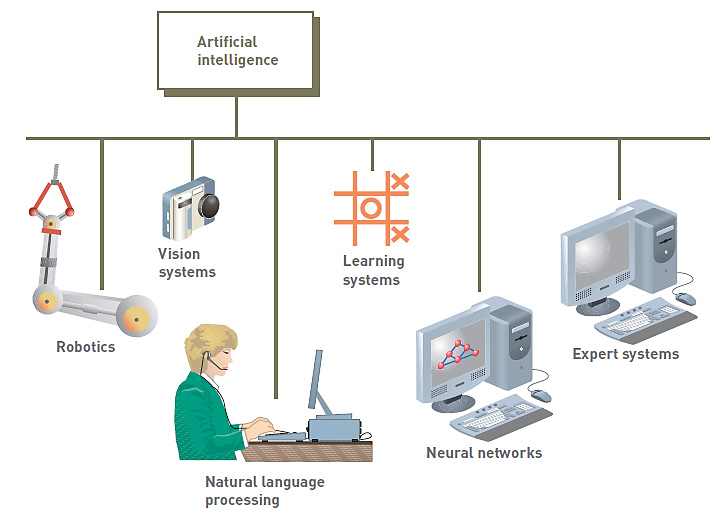 Artificial
intelligence
Vision
systems
Learning
systems
Robotics
Expert systems
Neural networks
Natural language
processing